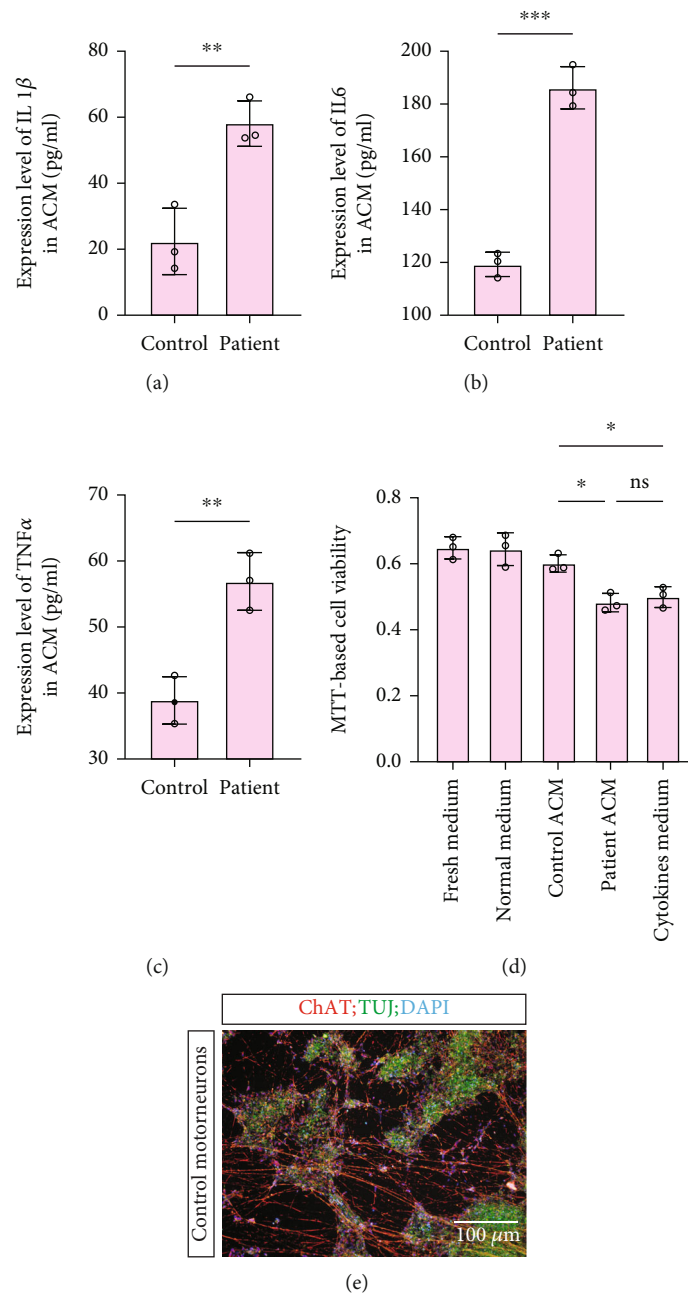 **
80
60
40
20
0
Expression level of IL 1β
in ACM (pg/ml)
Control Patient
(a)
***
200
180
160
140
120
100
Expression level of IL6
in ACM (pg/ml)
Control Patient
(b)
**
70
60
50
40
30
Expression level of TNFα
in ACM (pg/ml)
Control Patient
(c)
*
* ns
0.8
0.6
0.4
0.2
0.0
MTT-based cell viability
Fresh medium
Normal medium
Control ACM
Patient ACM
Cytokines medium
(d)
ChAT;TUJ;DAPI
Control motorneurons
100 μm
(e)